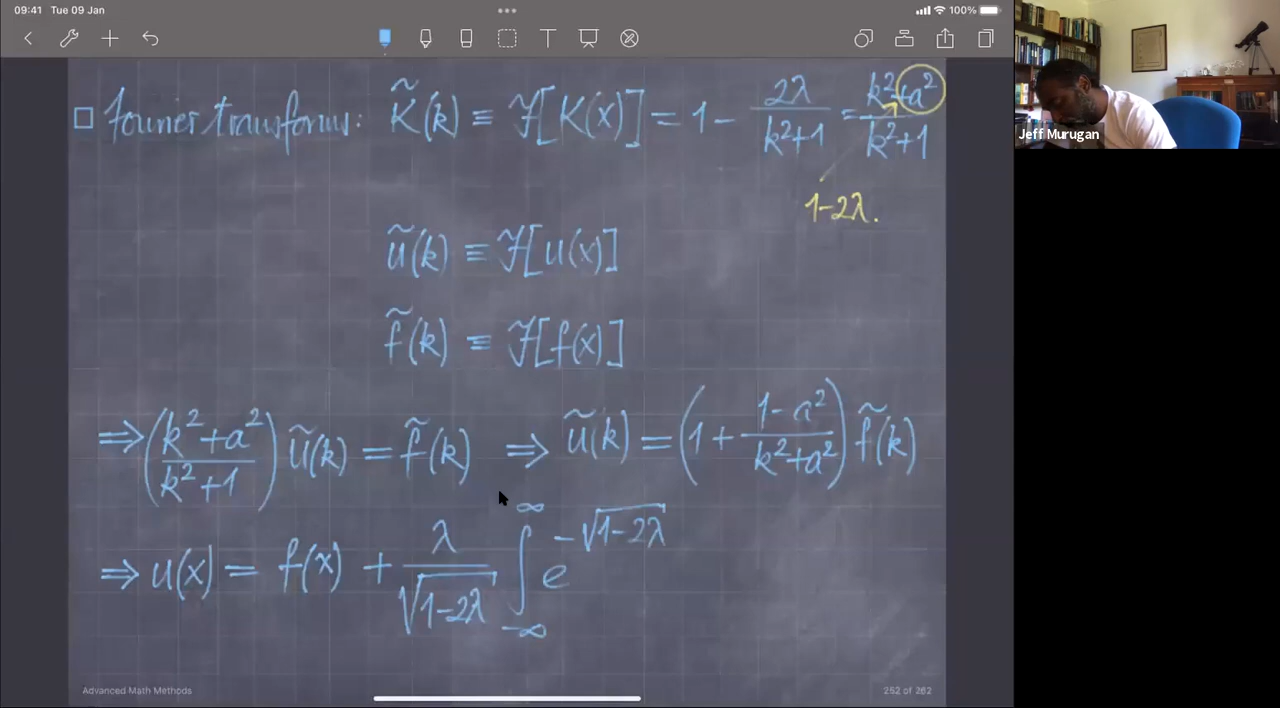 09:41 Tue 09 Jan
100%
□ Fourier transforms: K̃(k) ≡ ℱ[K(x)] = 1 - 2λ/(k²+1) = (k²+a²)/(k²+1)
1-2λ.
Jeff Murugan
ũ(k) ≡ ℱ[u(x)]
f̃(k) ≡ ℱ[f(x)]
⇒ ((k²+a²)/(k²+1)) ũ(k) = f̃(k) ⇒ ũ(k) = (1 + (1-a²)/(k²+a²)) f̃(k)
⇒ u(x) = f(x) + λ/√(1-2λ) ∫_{-∞}^{∞} e^{-√(1-2λ)}
Advanced Math Methods
252 of 262